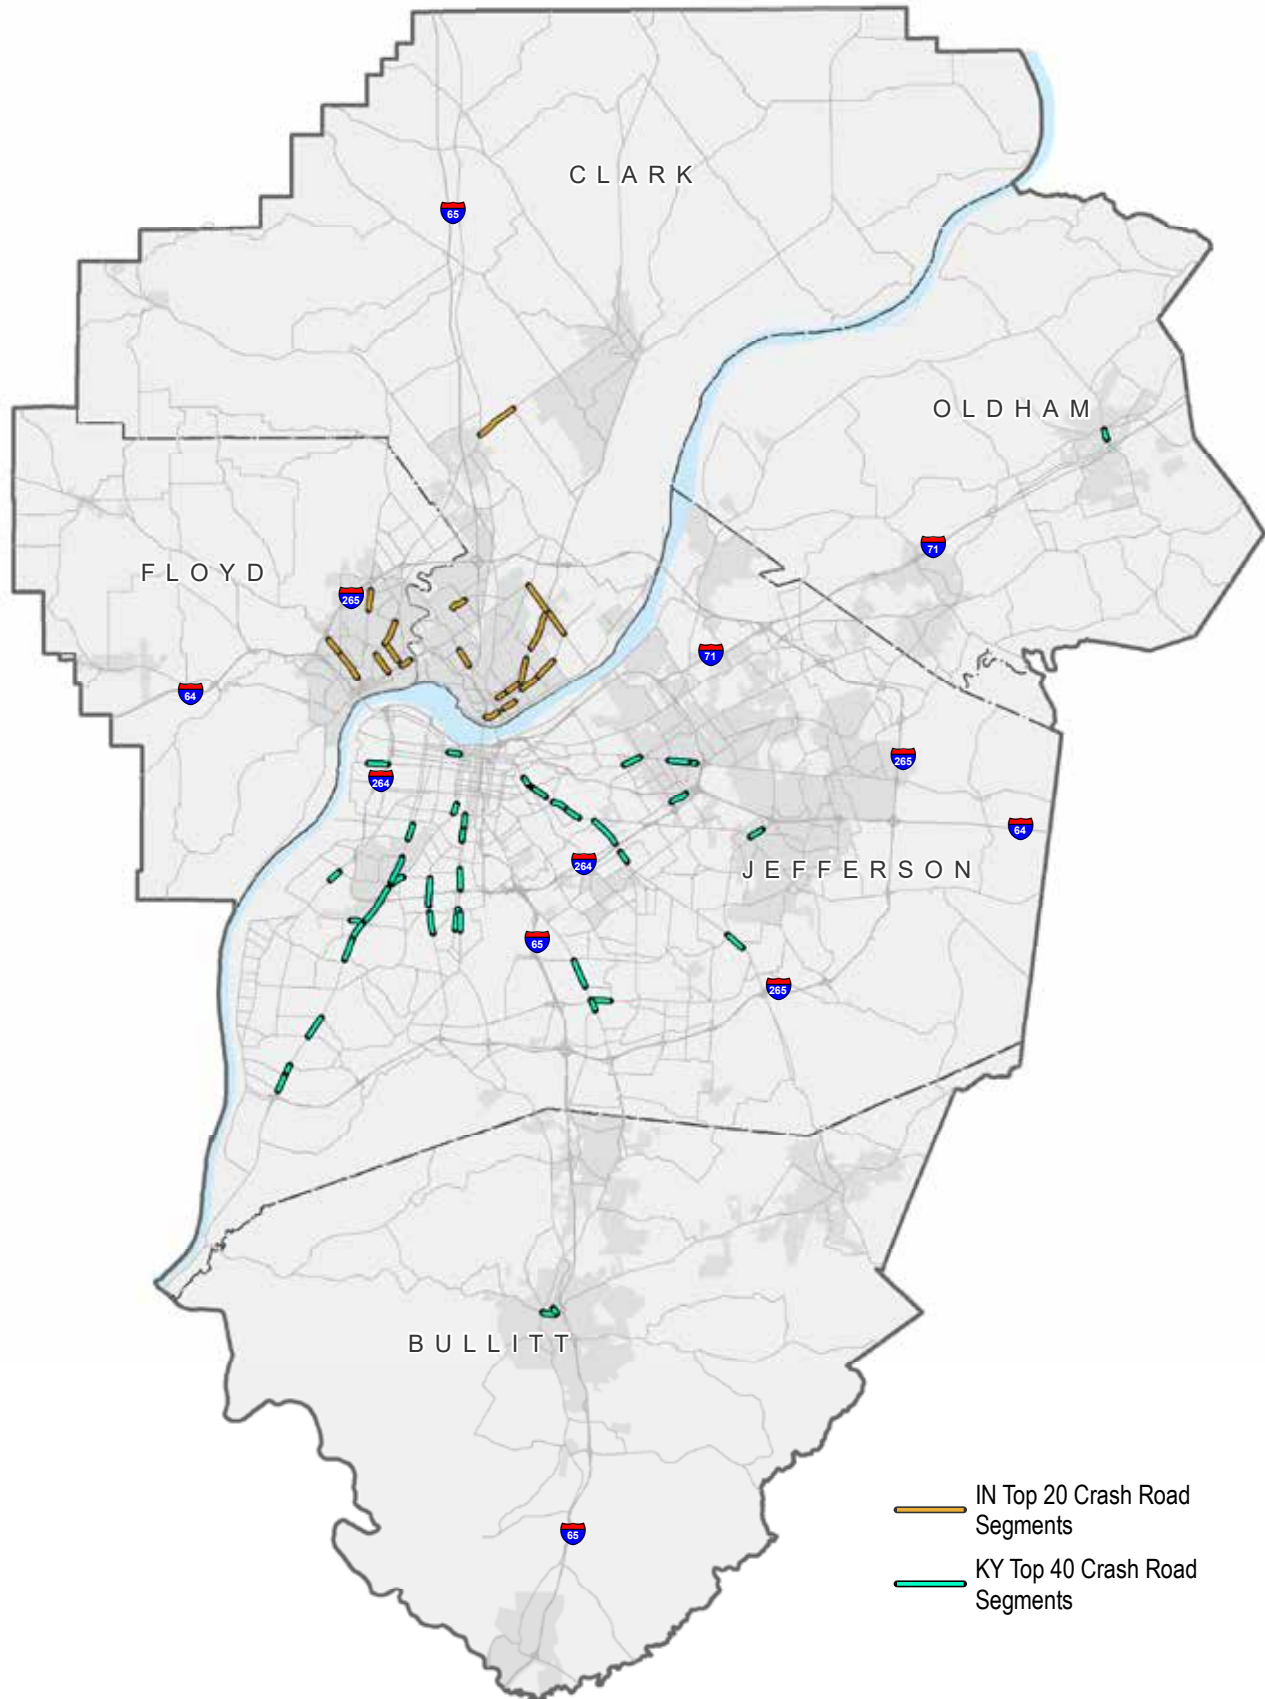 CLARK
65
OLDHAM
71
FLOYD
265
71
64
265
264
64
264
JEFFERSON
65
265
BULLITT
IN Top 20 Crash Road
Segments
65
KY Top 40 Crash Road
Segments